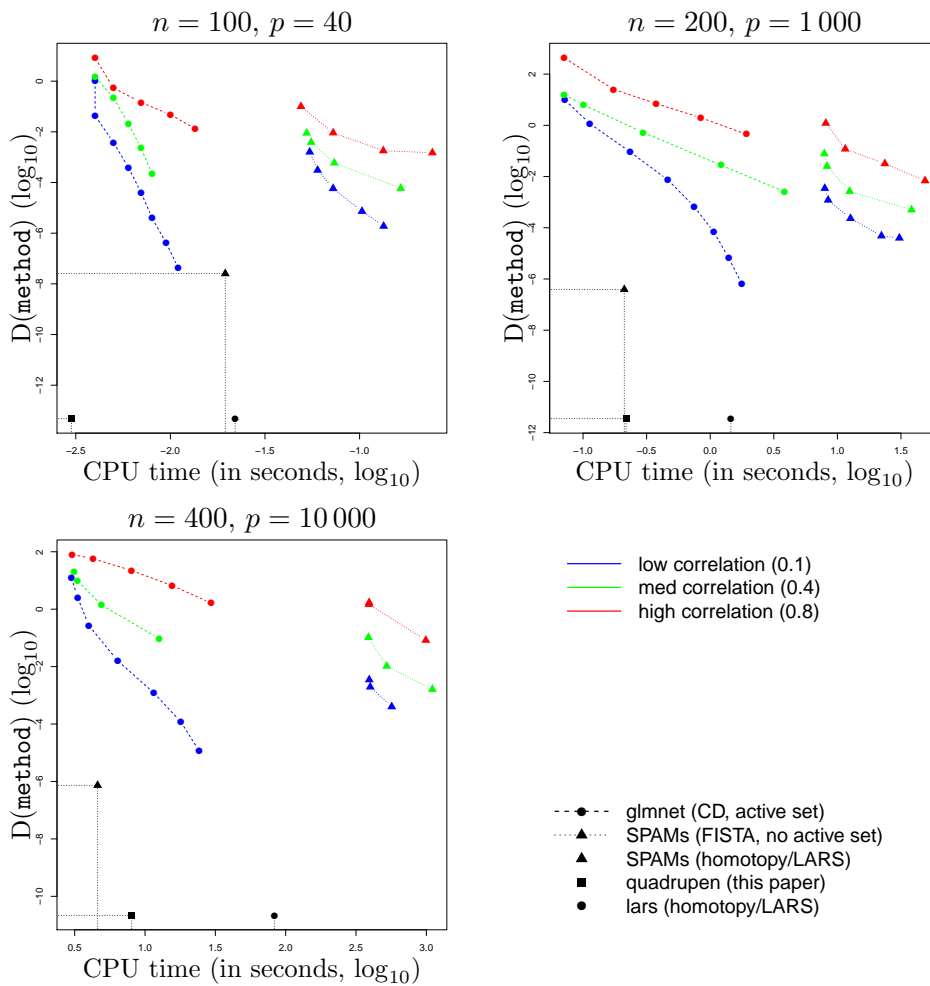 n = 100, p = 40
D(method) (log10)
0
−2
−4
−6
−8
−10
−12
−2.5 −2.0 −1.5 −1.0
CPU time (in seconds, log10)
n = 200, p = 1 000
D(method) (log10)
2
0
−2
−4
−6
−8
−10
−12
−1.0 −0.5 0.0 0.5 1.0 1.5
CPU time (in seconds, log10)
n = 400, p = 10 000
D(method) (log10)
2
0
−2
−4
−6
−8
−10
0.5 1.0 1.5 2.0 2.5 3.0
CPU time (in seconds, log10)
low correlation (0.1)
med correlation (0.4)
high correlation (0.8)
glmnet (CD, active set)
SPAMs (FISTA, no active set)
SPAMs (homotopy/LARS)
quadrupen (this paper)
lars (homotopy/LARS)